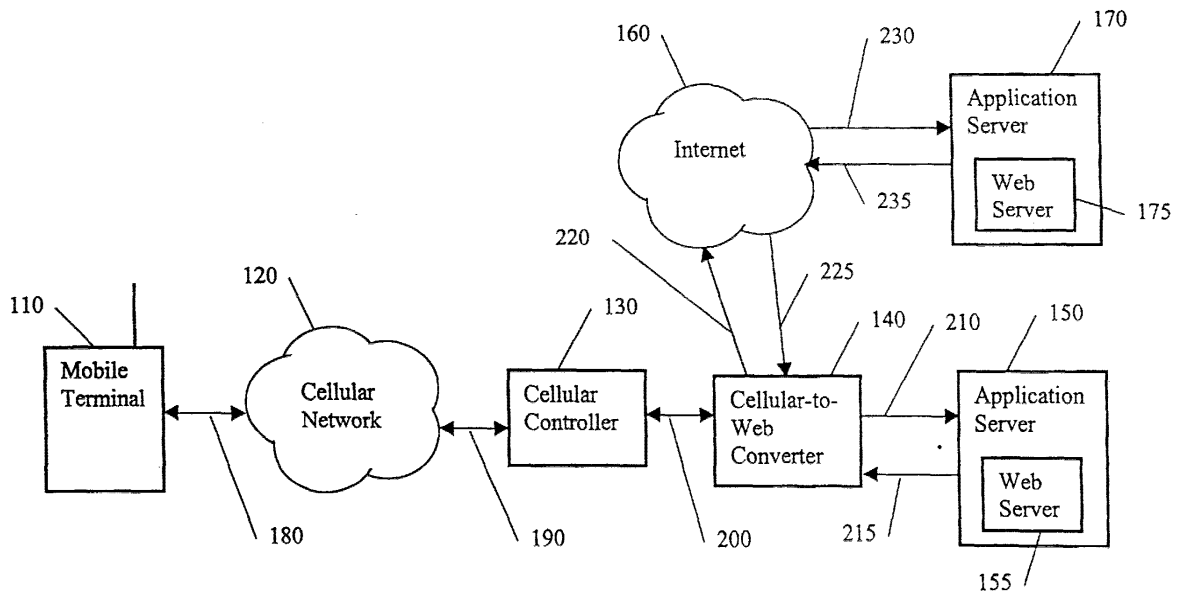 160
230
170
Application
Server
Internet
Web
Server
235
175
220
225
120
110
130
140
210
150
Mobile
Terminal
Cellular
Network
Cellular
Controller
Cellular-to-
Web
Converter
Application
Server
Web
Server
180
190
200
215
155